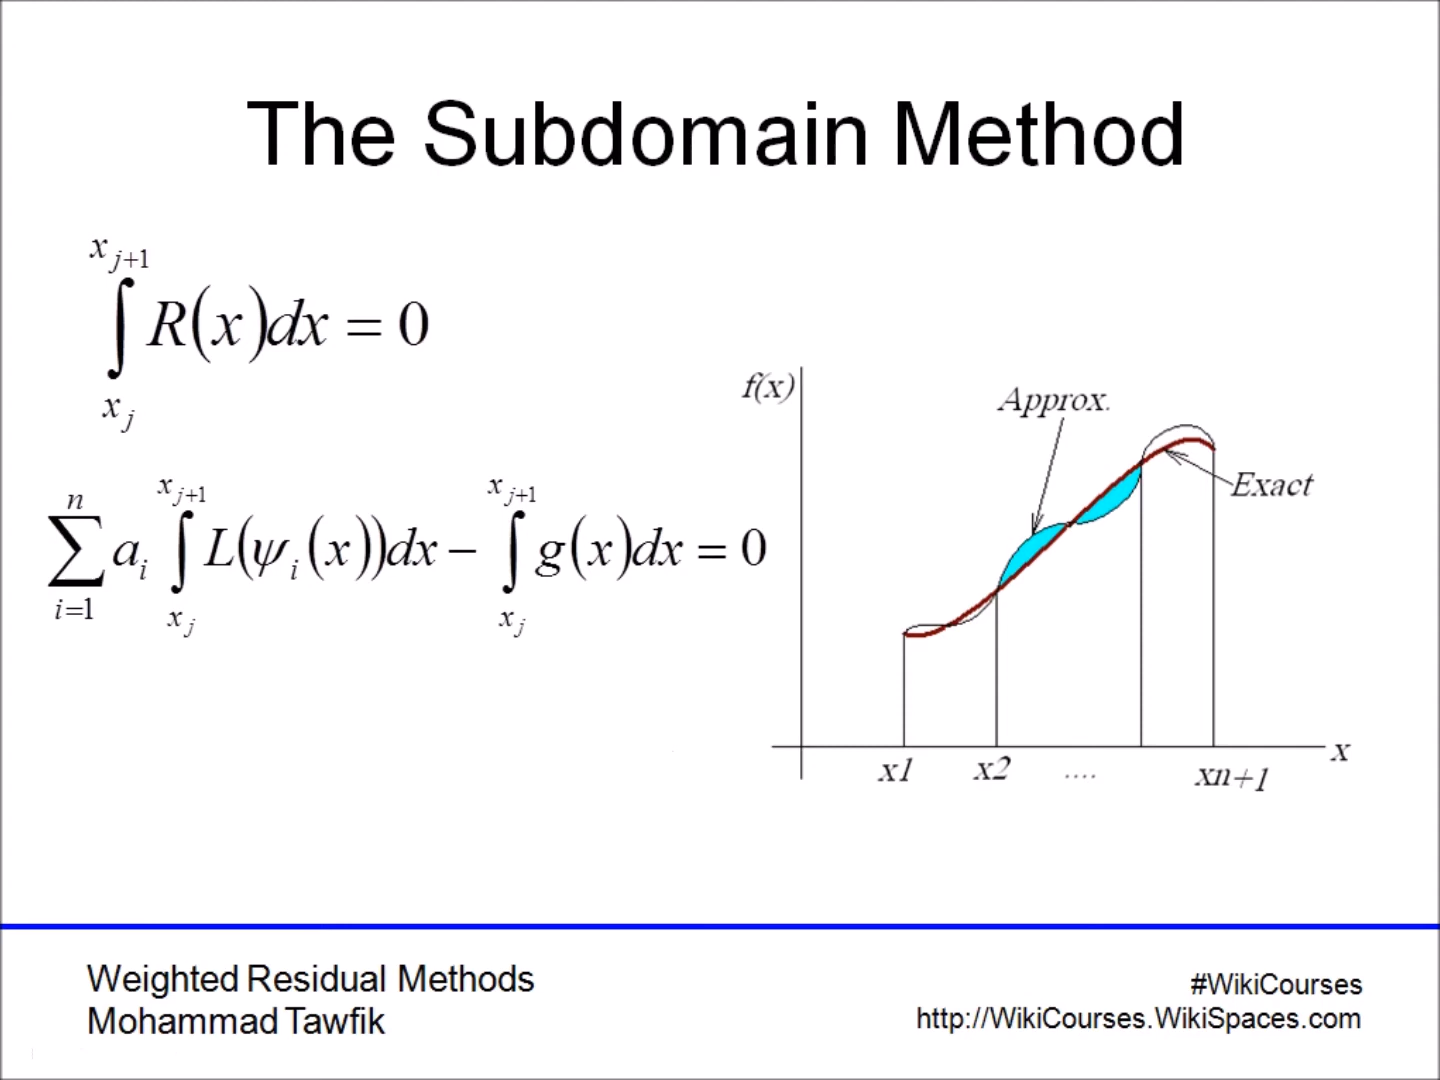 The Subdomain Method
∫_{x_j}^{x_{j+1}} R(x)dx = 0
∑_{i=1}^{n} a_i ∫_{x_j}^{x_{j+1}} L(ψ_i(x))dx − ∫_{x_j}^{x_{j+1}} g(x)dx = 0
f(x)
Approx.
Exact
x
x1 x2 .... xn+1
Weighted Residual Methods
Mohammad Tawfik
#WikiCourses
http://WikiCourses.WikiSpaces.com